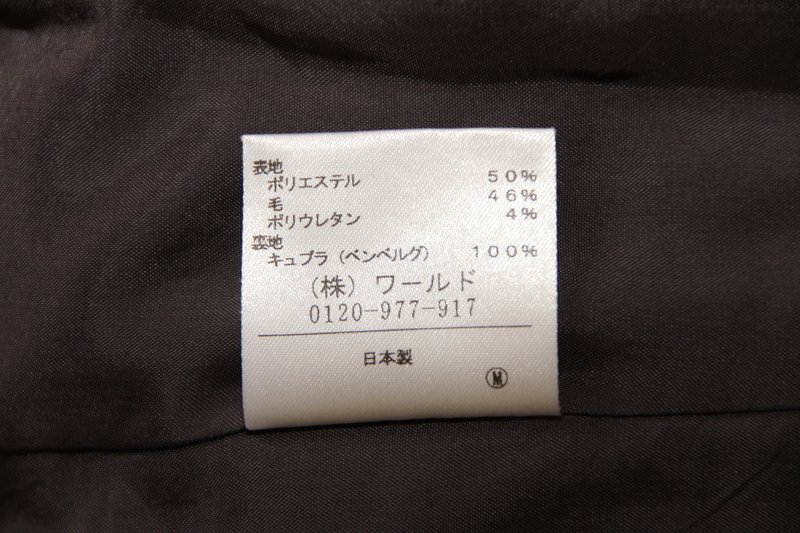 表地
ポリエステル 50%
毛 46%
ポリウレタン 4%
裏地
キュプラ(ベンベルグ) 100%
(株)ワールド
0120-977-917
日本製
Ⓜ